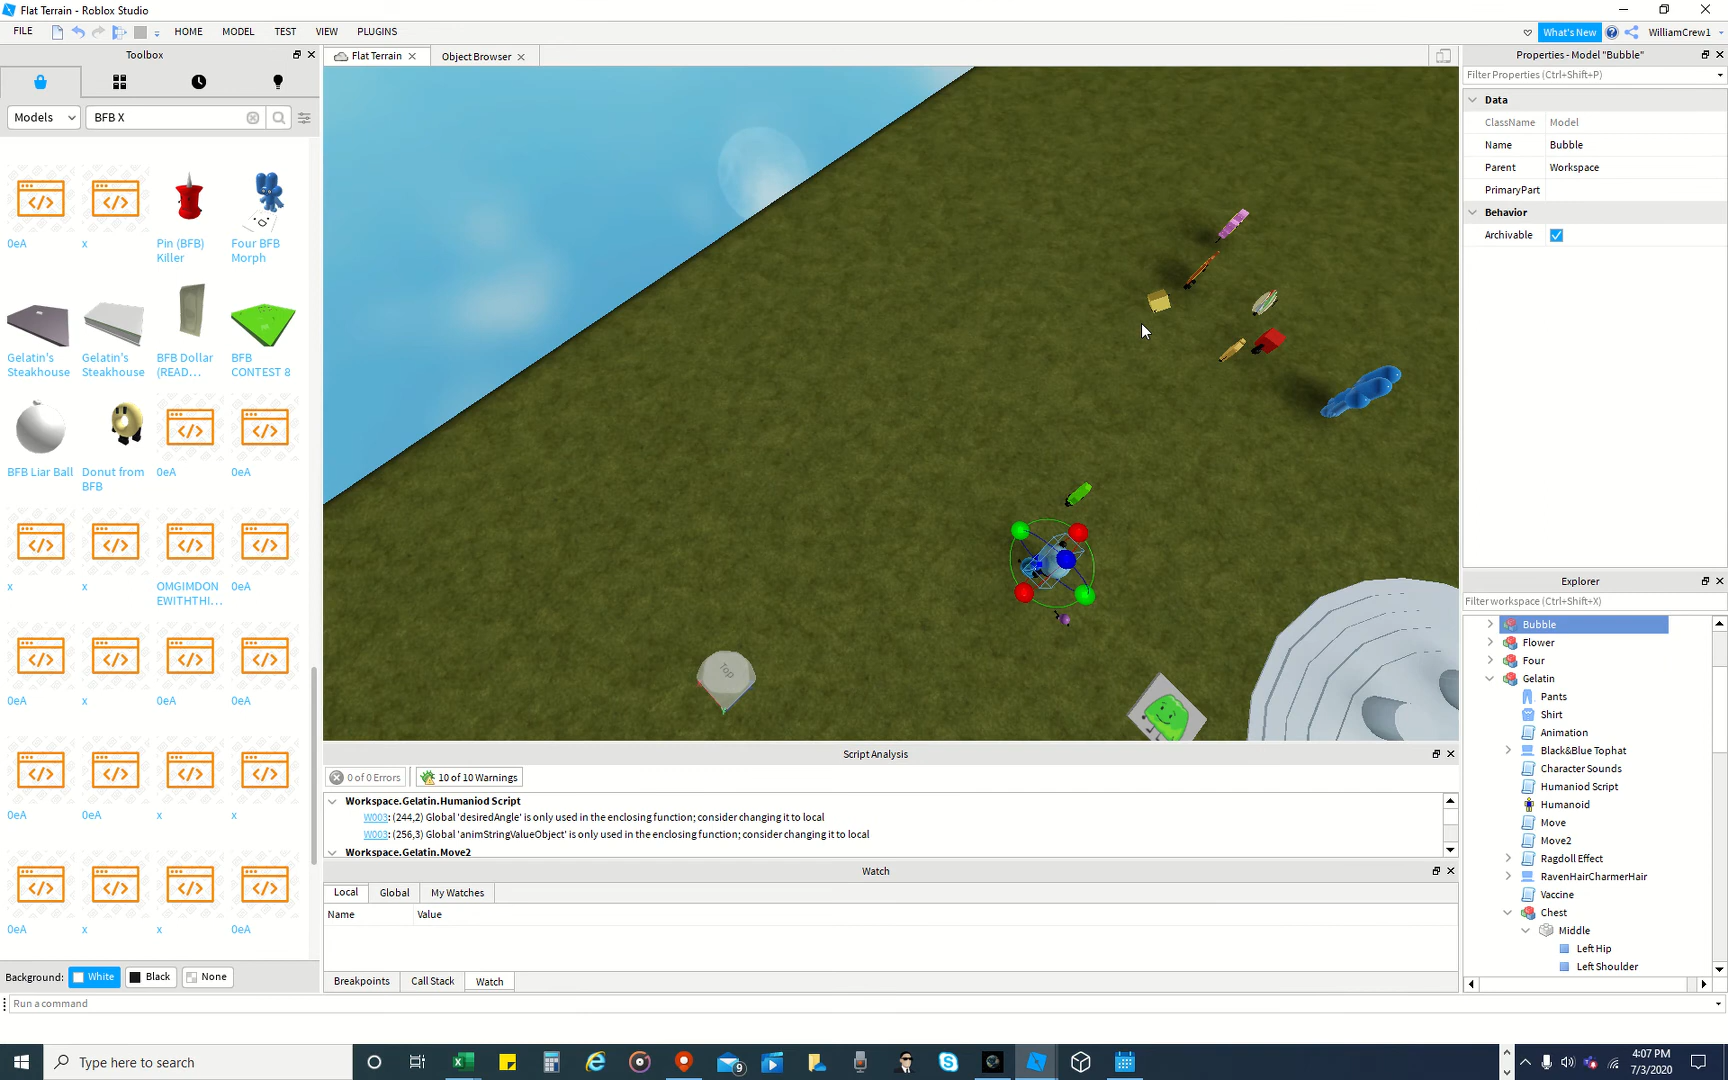 Flat Terrain - Roblox Studio
FILE
HOME
MODEL
TEST
VIEW
PLUGINS
What's New
WilliamCrew1
Toolbox
Flat Terrain
Object Browser
Properties - Model "Bubble"
Filter Properties (Ctrl+Shift+P)
Models
BFB X
Data
ClassName Model
Name Bubble
Parent Workspace
PrimaryPart
Behavior
Archivable
0eA
x
Pin (BFB) Killer
Four BFB Morph
Gelatin's Steakhouse
Gelatin's Steakhouse
BFB Dollar (READ...
BFB CONTEST 8
BFB Liar Ball
Donut from BFB
0eA
0eA
x
x
OMGIMDON EWITHTHI...
0eA
0eA
x
0eA
0eA
x
0eA
x
x
0eA
x
x
0eA
TOP
Explorer
Filter workspace (Ctrl+Shift+X)
Bubble
Flower
Four
Gelatin
Pants
Shirt
Animation
Black&Blue Tophat
Character Sounds
Humaniod Script
Humanoid
Move
Move2
Ragdoll Effect
RavenHairCharmerHair
Vaccine
Chest
Middle
Left Hip
Left Shoulder
Script Analysis
0 of 0 Errors
10 of 10 Warnings
Workspace.Gelatin.Humaniod Script
W003: (244,2) Global 'desiredAngle' is only used in the enclosing function; consider changing it to local
W003: (256,3) Global 'animStringValueObject' is only used in the enclosing function; consider changing it to local
Workspace.Gelatin.Move2
Watch
Local
Global
My Watches
Name
Value
Breakpoints
Call Stack
Watch
Background:
White
Black
None
Run a command
Type here to search
9
4:07 PM
7/3/2020